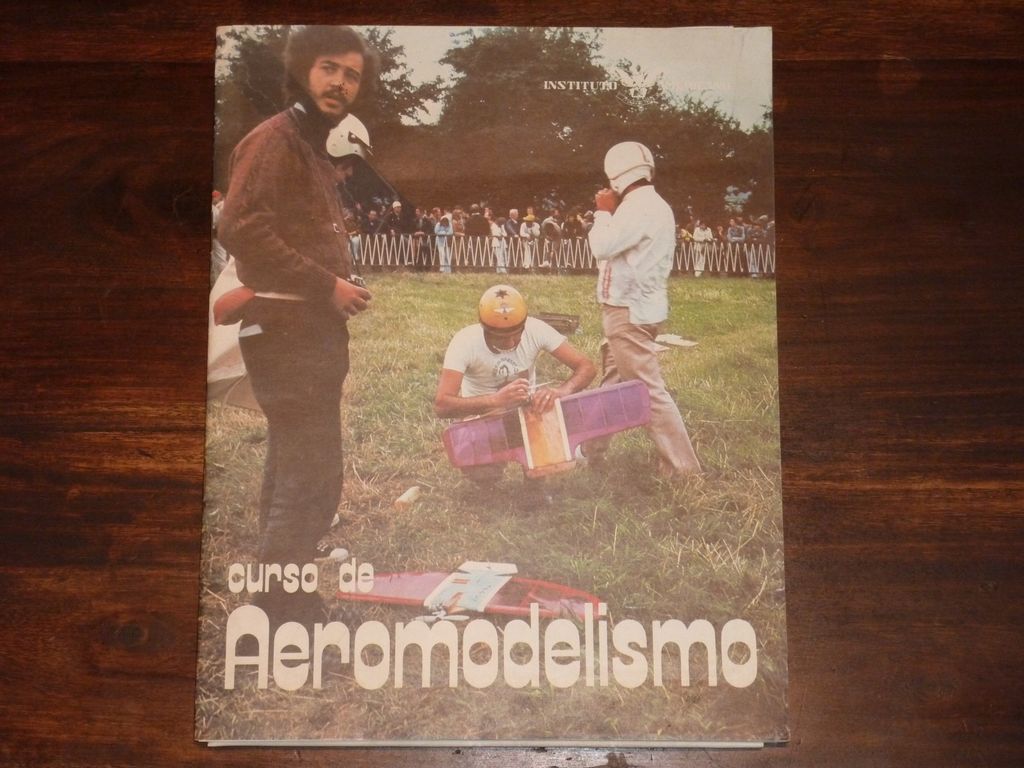 INSTITUTO
curso de
Aeromodelismo